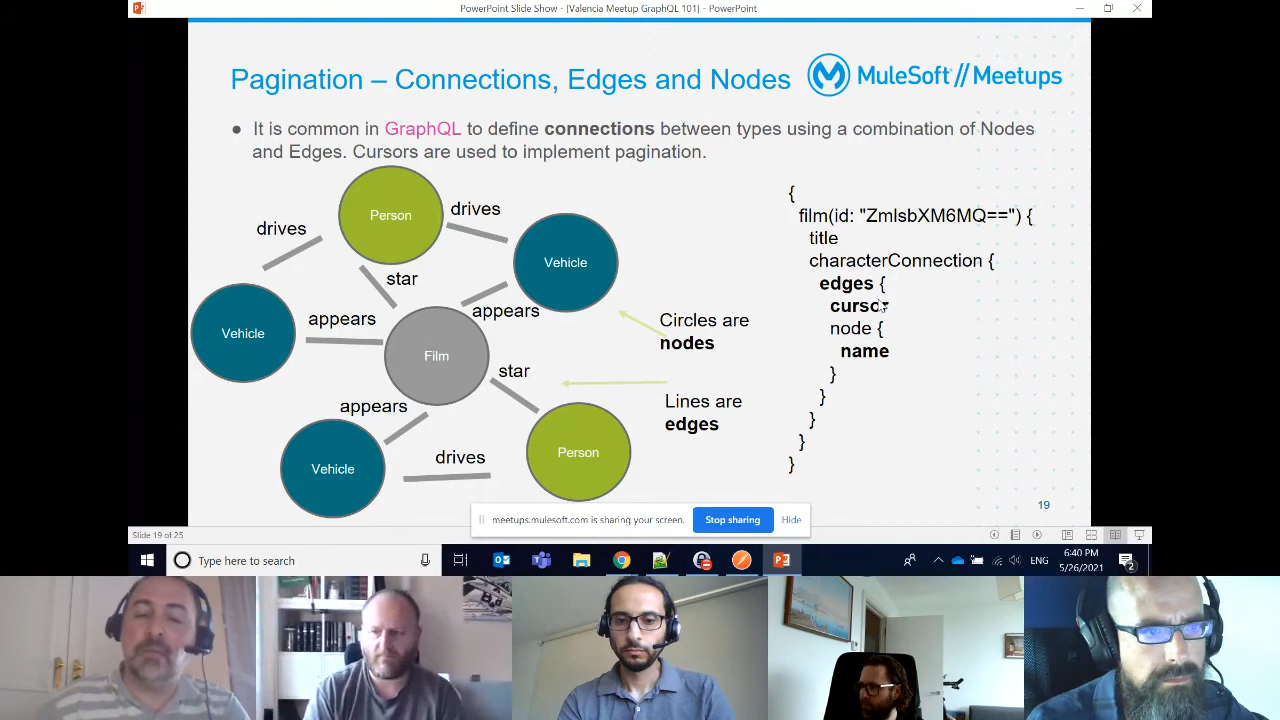 PowerPoint Slide Show - [Valencia Meetup GraphQL 101] - PowerPoint
Pagination – Connections, Edges and Nodes
MuleSoft // Meetups
● It is common in GraphQL to define connections between types using a combination of Nodes
and Edges. Cursors are used to implement pagination.
Person
drives
drives
Vehicle
star
appears
Vehicle
appears
Film
star
appears
Vehicle
drives
Person
Circles are
nodes
Lines are
edges
{
film(id: "ZmlsbXM6MQ==") {
title
characterConnection {
edges {
cursor
node {
name
}
}
}
}
}
19
meetups.mulesoft.com is sharing your screen.
Stop sharing
Hide
Slide 19 of 25
Type here to search
ENG
6:40 PM
5/26/2021
2